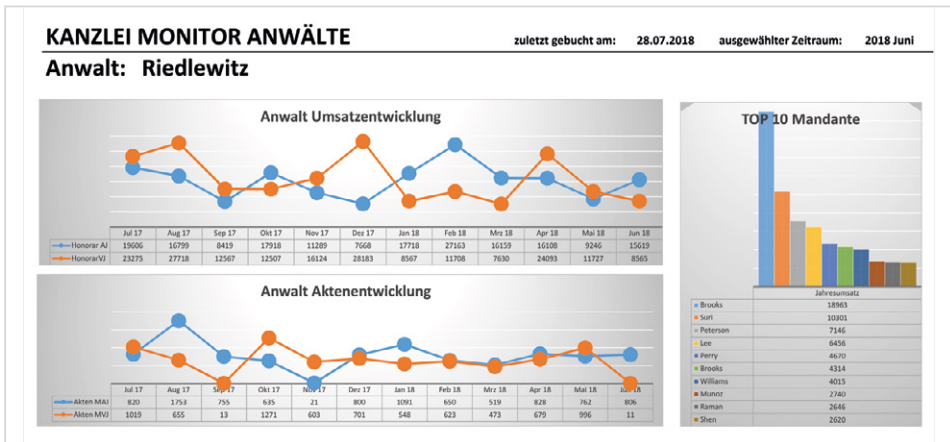 KANZLEI MONITOR ANWÄLTE
zuletzt gebucht am: 28.07.2018 ausgewählter Zeitraum: 2018 Juni
Anwalt: Riedlewitz
Anwalt Umsatzentwicklung
Jul 17 Aug 17 Sep 17 Okt 17 Nov 17 Dez 17 Jan 18 Feb 18 Mrz 18 Apr 18 Mai 18 Jun 18
Honorar AJ 19606 16799 8419 17918 11289 7668 17718 27163 16159 16108 9246 15619
HonorarVJ 23275 27718 12567 12507 16124 28183 8567 11708 7630 24093 11727 8565
Anwalt Aktenentwicklung
Jul 17 Aug 17 Sep 17 Okt 17 Nov 17 Dez 17 Jan 18 Feb 18 Mrz 18 Apr 18 Mai 18 Jun 18
Akten MAJ 820 1753 755 635 21 800 1091 650 519 828 762 806
Akten MVJ 1019 655 13 1271 603 701 548 623 473 679 996 11
TOP 10 Mandante
Jahresumsatz
Brooks 18963
Suri 10301
Peterson 7146
Lee 6456
Perry 4670
Brooks 4314
Williams 4015
Munoz 2740
Raman 2646
Shen 2620